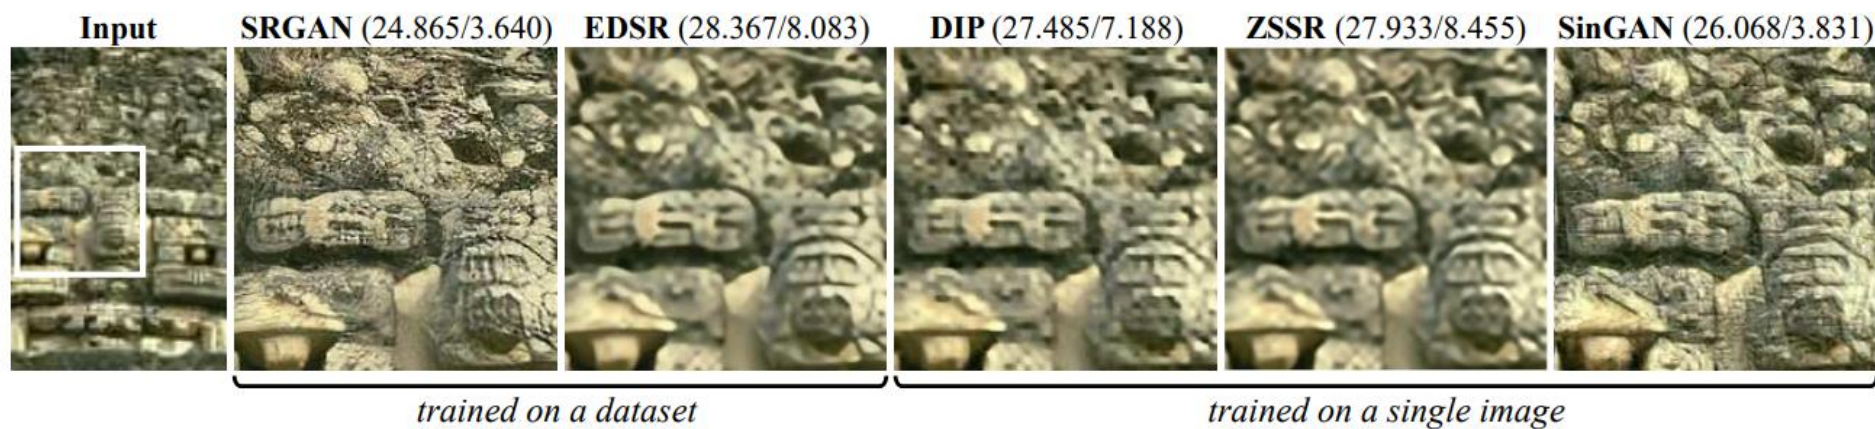 Input SRGAN (24.865/3.640) EDSR (28.367/8.083) DIP (27.485/7.188) ZSSR (27.933/8.455) SinGAN (26.068/3.831)
trained on a dataset trained on a single image